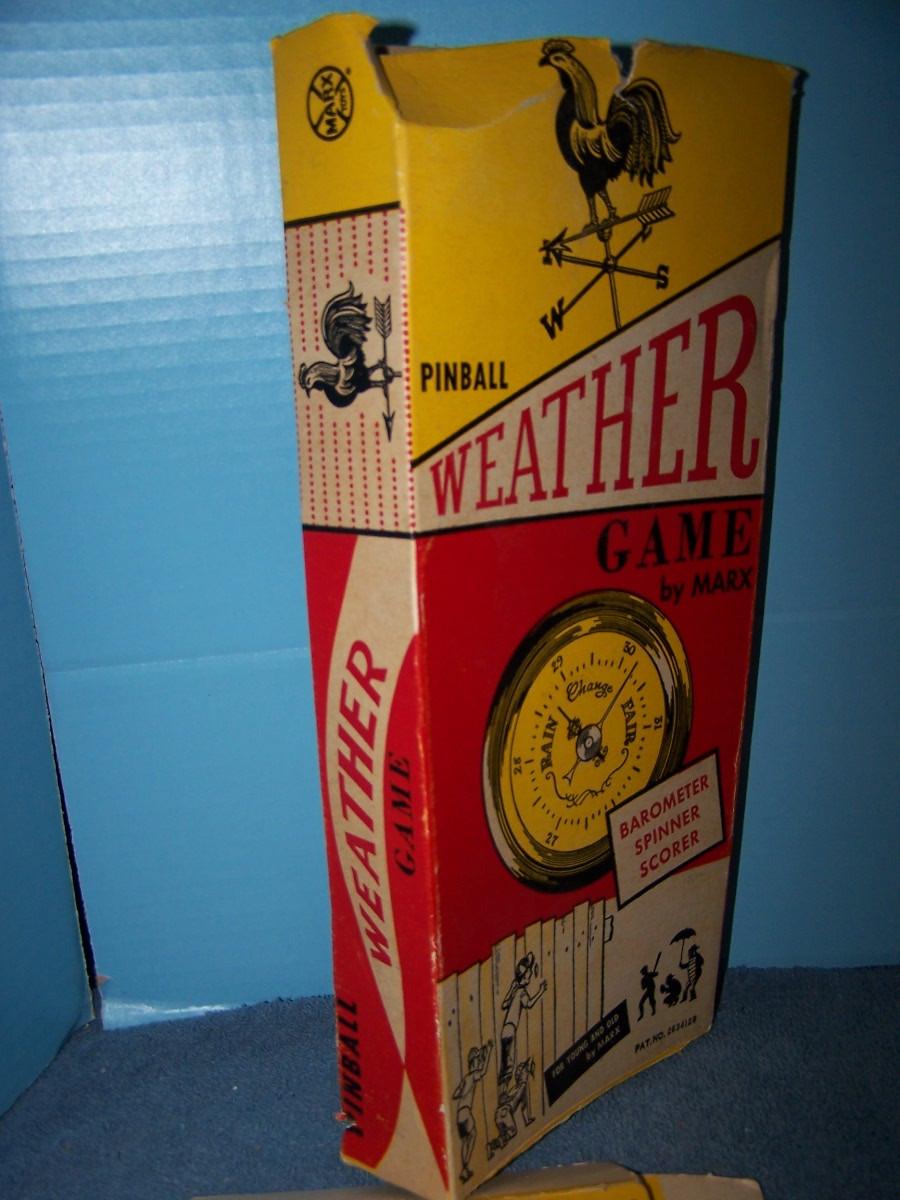 MARX
TOYS
W
S
PINBALL
WEATHER
GAME
by MARX
29
30
Change
RAIN
FAIR
28
31
27
BAROMETER
SPINNER
SCORER
FOR YOUNG AND OLD
by MARX
PAT. NO. 2634128
WEATHER
GAME
PINBALL